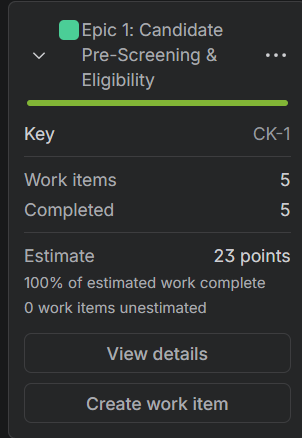 Epic 1: Candidate
Pre-Screening &
Eligibility
Key CK-1
Work items 5
Completed 5
Estimate 23 points
100% of estimated work complete
0 work items unestimated
View details
Create work item